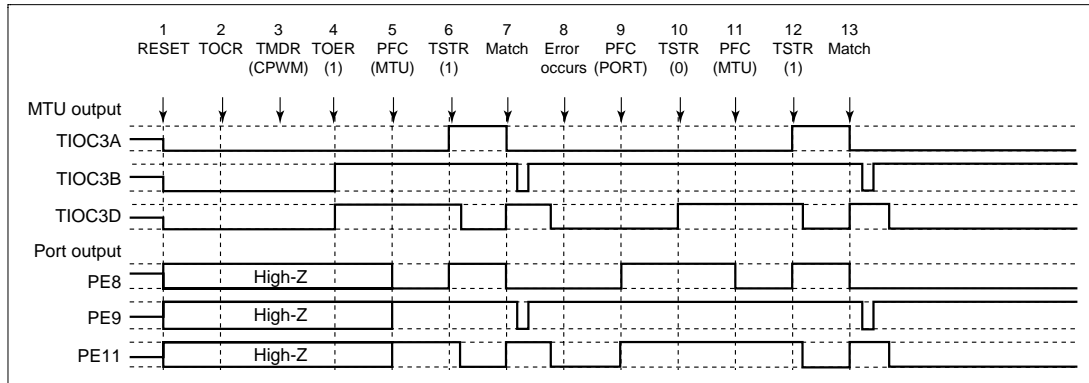 1 2 3 4 5 6 7 8 9 10 11 12 13
RESET TOCR TMDR TOER PFC TSTR Match Error PFC TSTR PFC TSTR Match
(CPWM) (1) (MTU) (1) occurs (PORT) (0) (MTU) (1)
MTU output
TIOC3A
TIOC3B
TIOC3D
Port output
PE8 High-Z
PE9 High-Z
PE11 High-Z